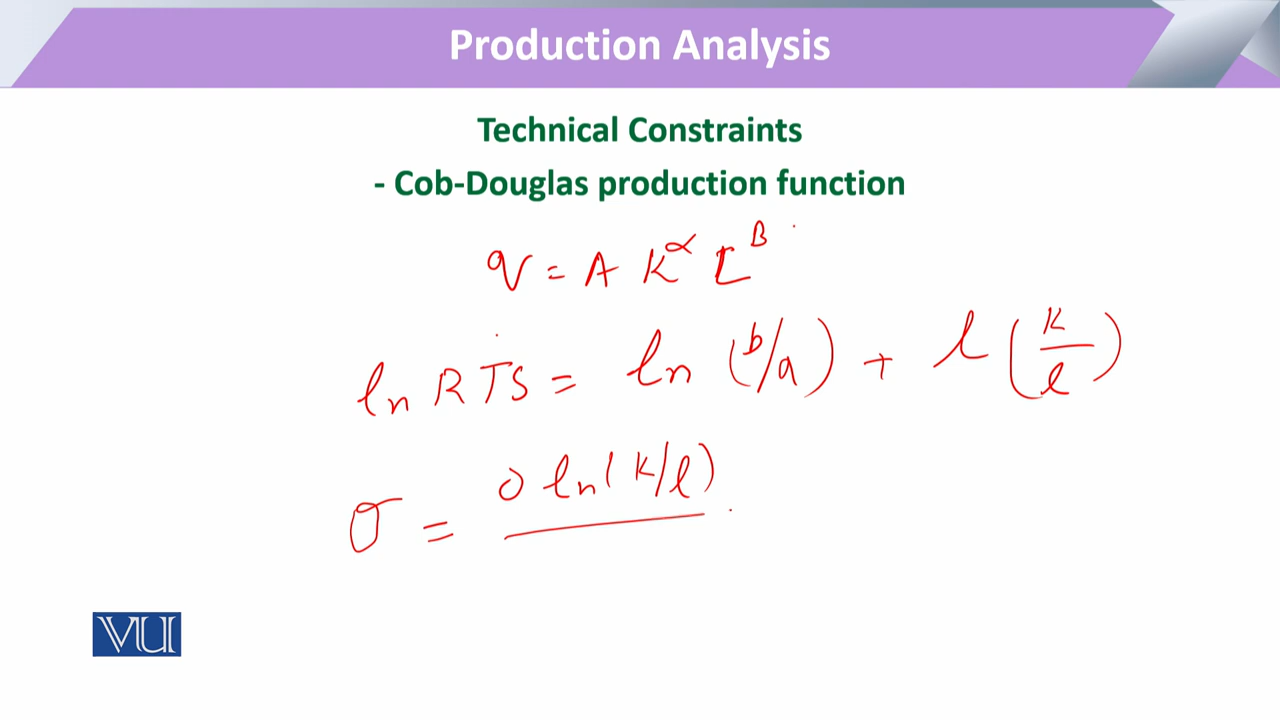 Production Analysis
Technical Constraints
- Cob-Douglas production function
q = A K^α L^β
ln RTS = ln (b/a) + l (k/l)
σ = ∂ ln(k/l)
VU